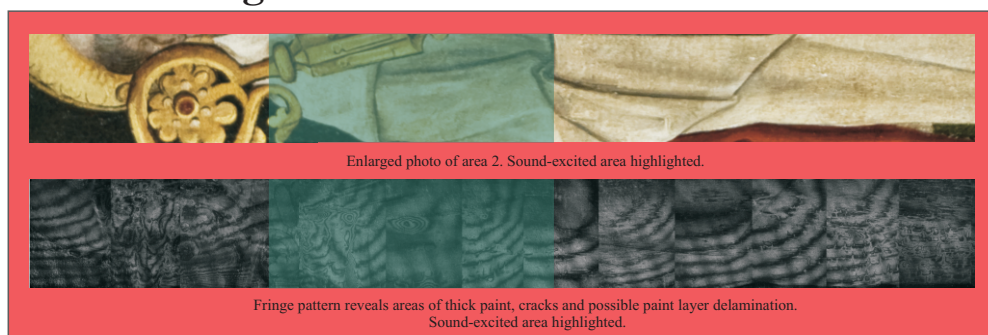 Enlarged photo of area 2. Sound-excited area highlighted.
Fringe pattern reveals areas of thick paint, cracks and possible paint layer delamination.
Sound-excited area highlighted.